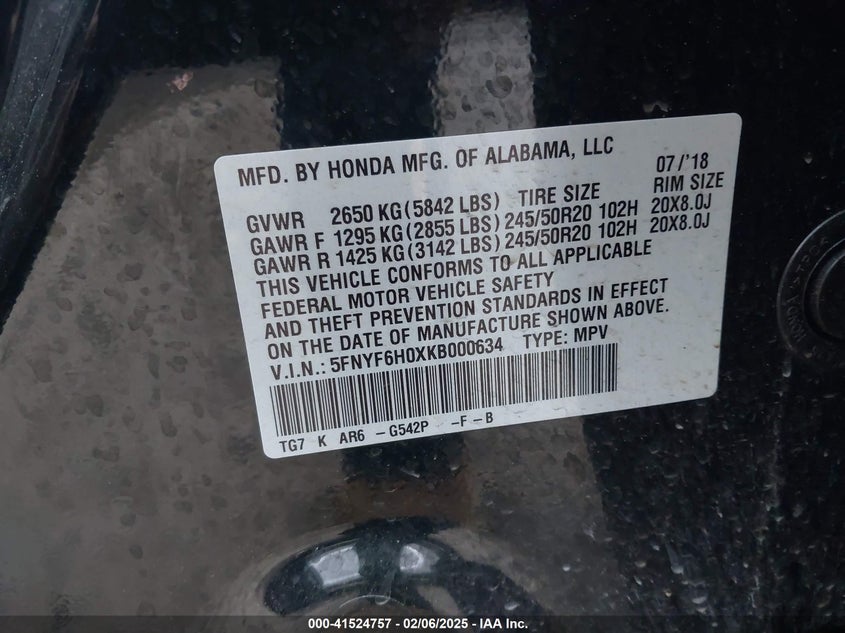 MFD. BY HONDA MFG. OF ALABAMA, LLC 07/'18
GVWR 2650 KG(5842 LBS) TIRE SIZE RIM SIZE
GAWR F 1295 KG(2855 LBS) 245/50R20 102H 20X8.0J
GAWR R 1425 KG(3142 LBS) 245/50R20 102H 20X8.0J
THIS VEHICLE CONFORMS TO ALL APPLICABLE
FEDERAL MOTOR VEHICLE SAFETY
AND THEFT PREVENTION STANDARDS IN EFFECT
ON THE DATE OF MANUFACTURE SHOWN ABOVE.
V.I.N.: 5FNYF6H0XKB000634 TYPE: MPV
TG7 K AR6 -G542P -F-B
HONDA
000-41524757 - 02/06/2025 - IAA Inc.